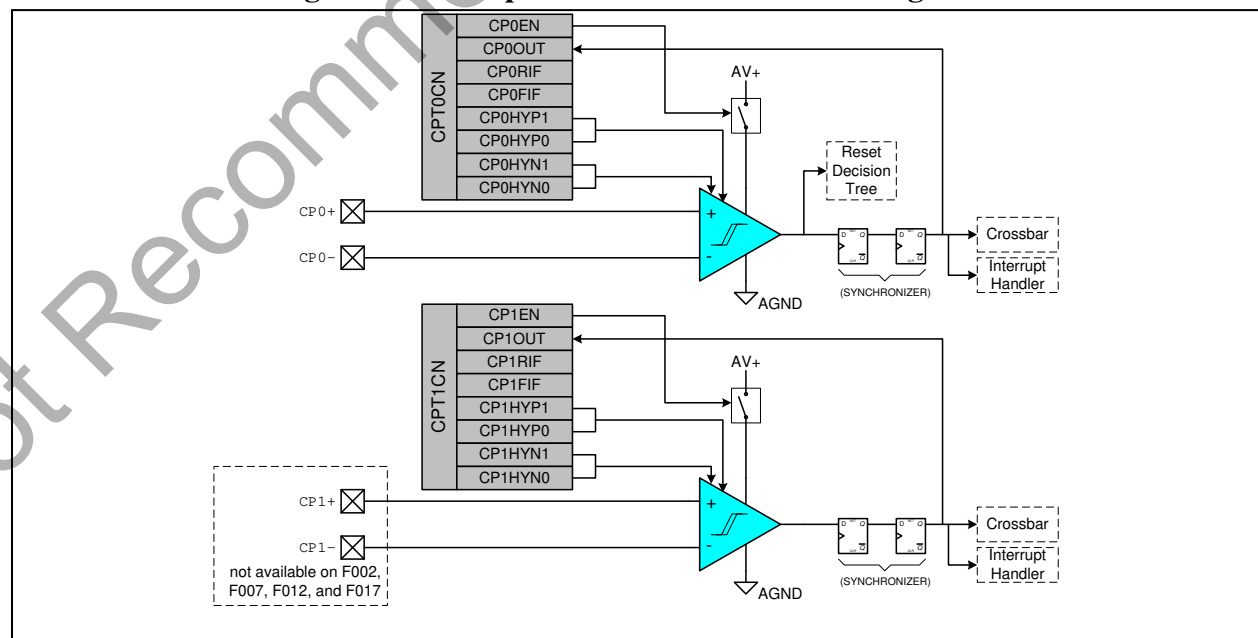 CP0EN
CP0OUT
CP0RIF
CP0FIF
CP0HYP1
CP0HYP0
CP0HYN1
CP0HYN0
CPT0CN
AV+
Reset
Decision
Tree
CP0+
CP0-
+
-
D Q
Q
D Q
Q
(SYNCHRONIZER)
Crossbar
Interrupt
Handler
AGND
CP1EN
CP1OUT
CP1RIF
CP1FIF
CP1HYP1
CP1HYP0
CP1HYN1
CP1HYN0
CPT1CN
AV+
CP1+
CP1-
not available on F002,
F007, F012, and F017
+
-
D Q
Q
D Q
Q
(SYNCHRONIZER)
Crossbar
Interrupt
Handler
AGND